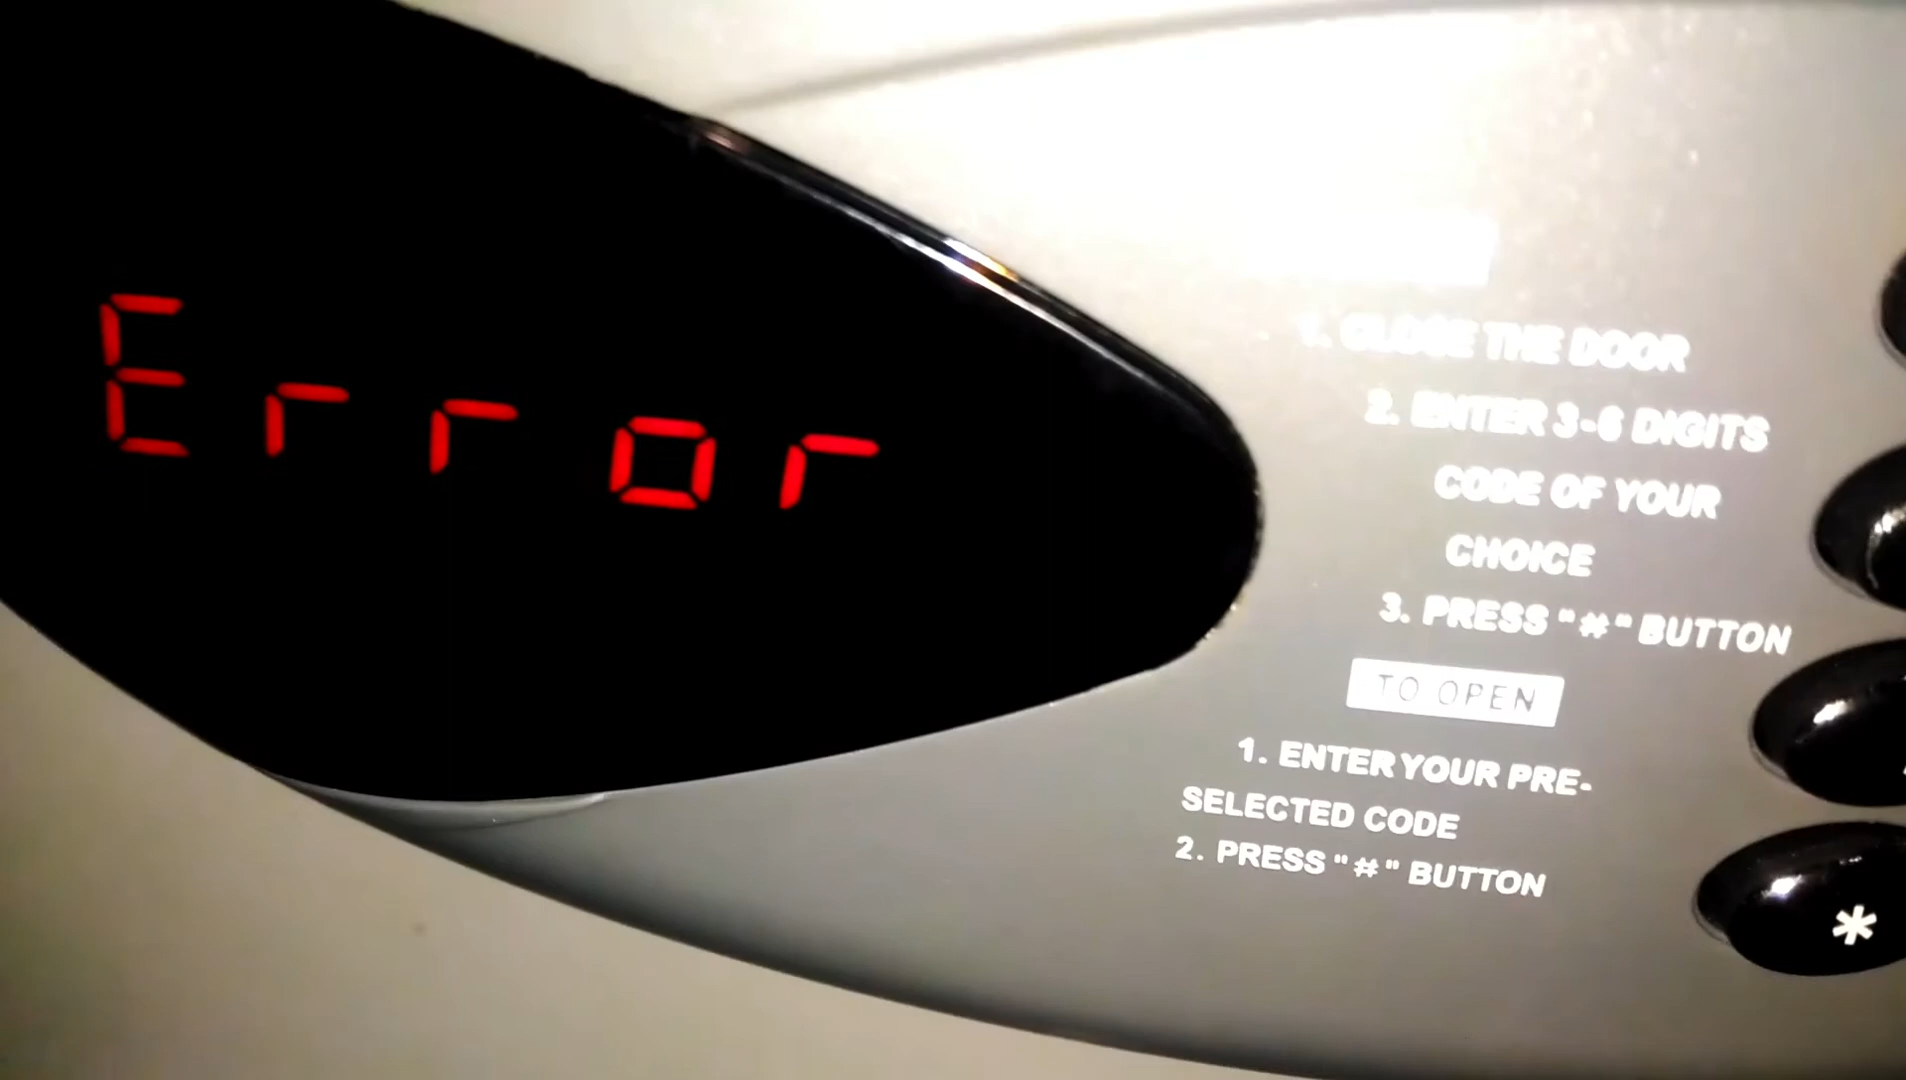 Error
1. CLOSE THE DOOR
2. ENTER 3-6 DIGITS
CODE OF YOUR
CHOICE
3. PRESS "#" BUTTON
TO OPEN
1. ENTER YOUR PRE-
SELECTED CODE
2. PRESS "#" BUTTON
*